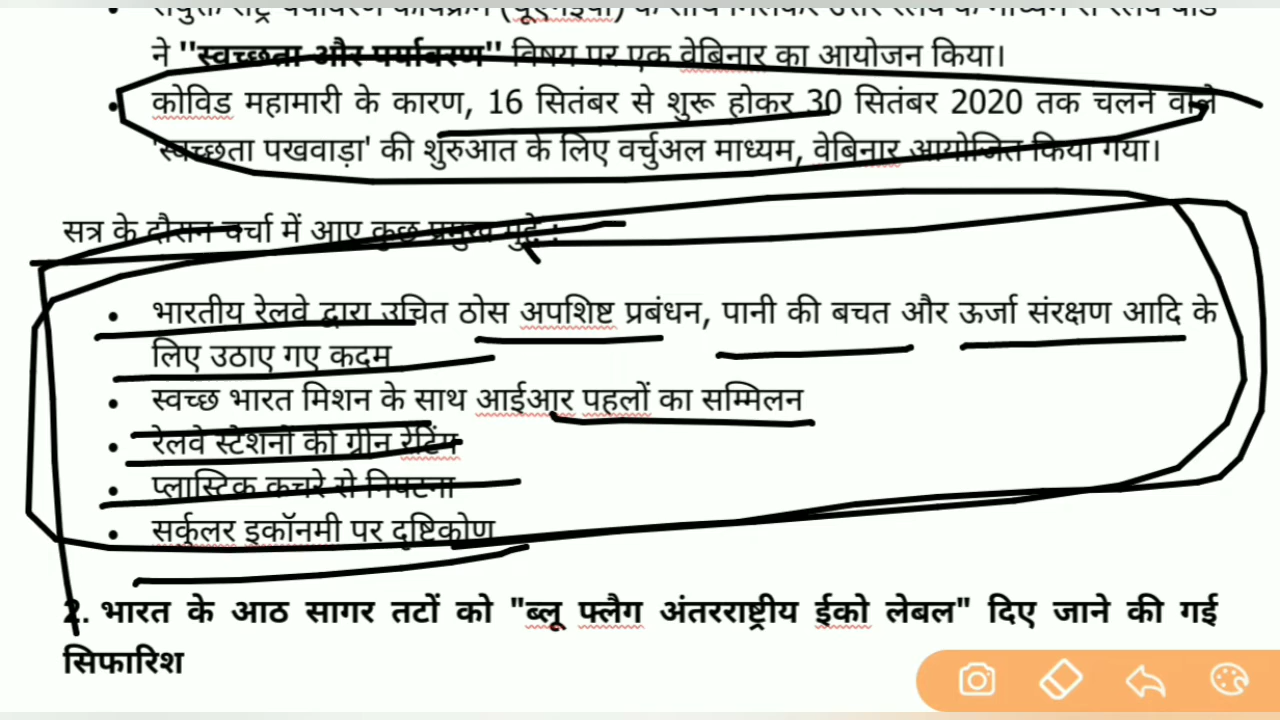 ने "स्वच्छता और पर्यावरण" विषय पर एक वेबिनार का आयोजन किया।
कोविड महामारी के कारण, 16 सितंबर से शुरू होकर 30 सितंबर 2020 तक चलने वाले
'स्वच्छता पखवाड़ा' की शुरुआत के लिए वर्चुअल माध्यम, वेबिनार आयोजित किया गया।
सत्र के दौरान चर्चा में आए कुछ प्रमुख मुद्दे :
भारतीय रेलवे द्वारा उचित ठोस अपशिष्ट प्रबंधन, पानी की बचत और ऊर्जा संरक्षण आदि के
लिए उठाए गए कदम
स्वच्छ भारत मिशन के साथ आईआर पहलों का सम्मिलन
रेलवे स्टेशनों की ग्रीन रेटिंग
प्लास्टिक कचरे से निपटना
सर्कुलर इकॉनमी पर दृष्टिकोण
2. भारत के आठ सागर तटों को "ब्लू फ्लैग अंतरराष्ट्रीय ईको लेबल" दिए जाने की गई
सिफारिश